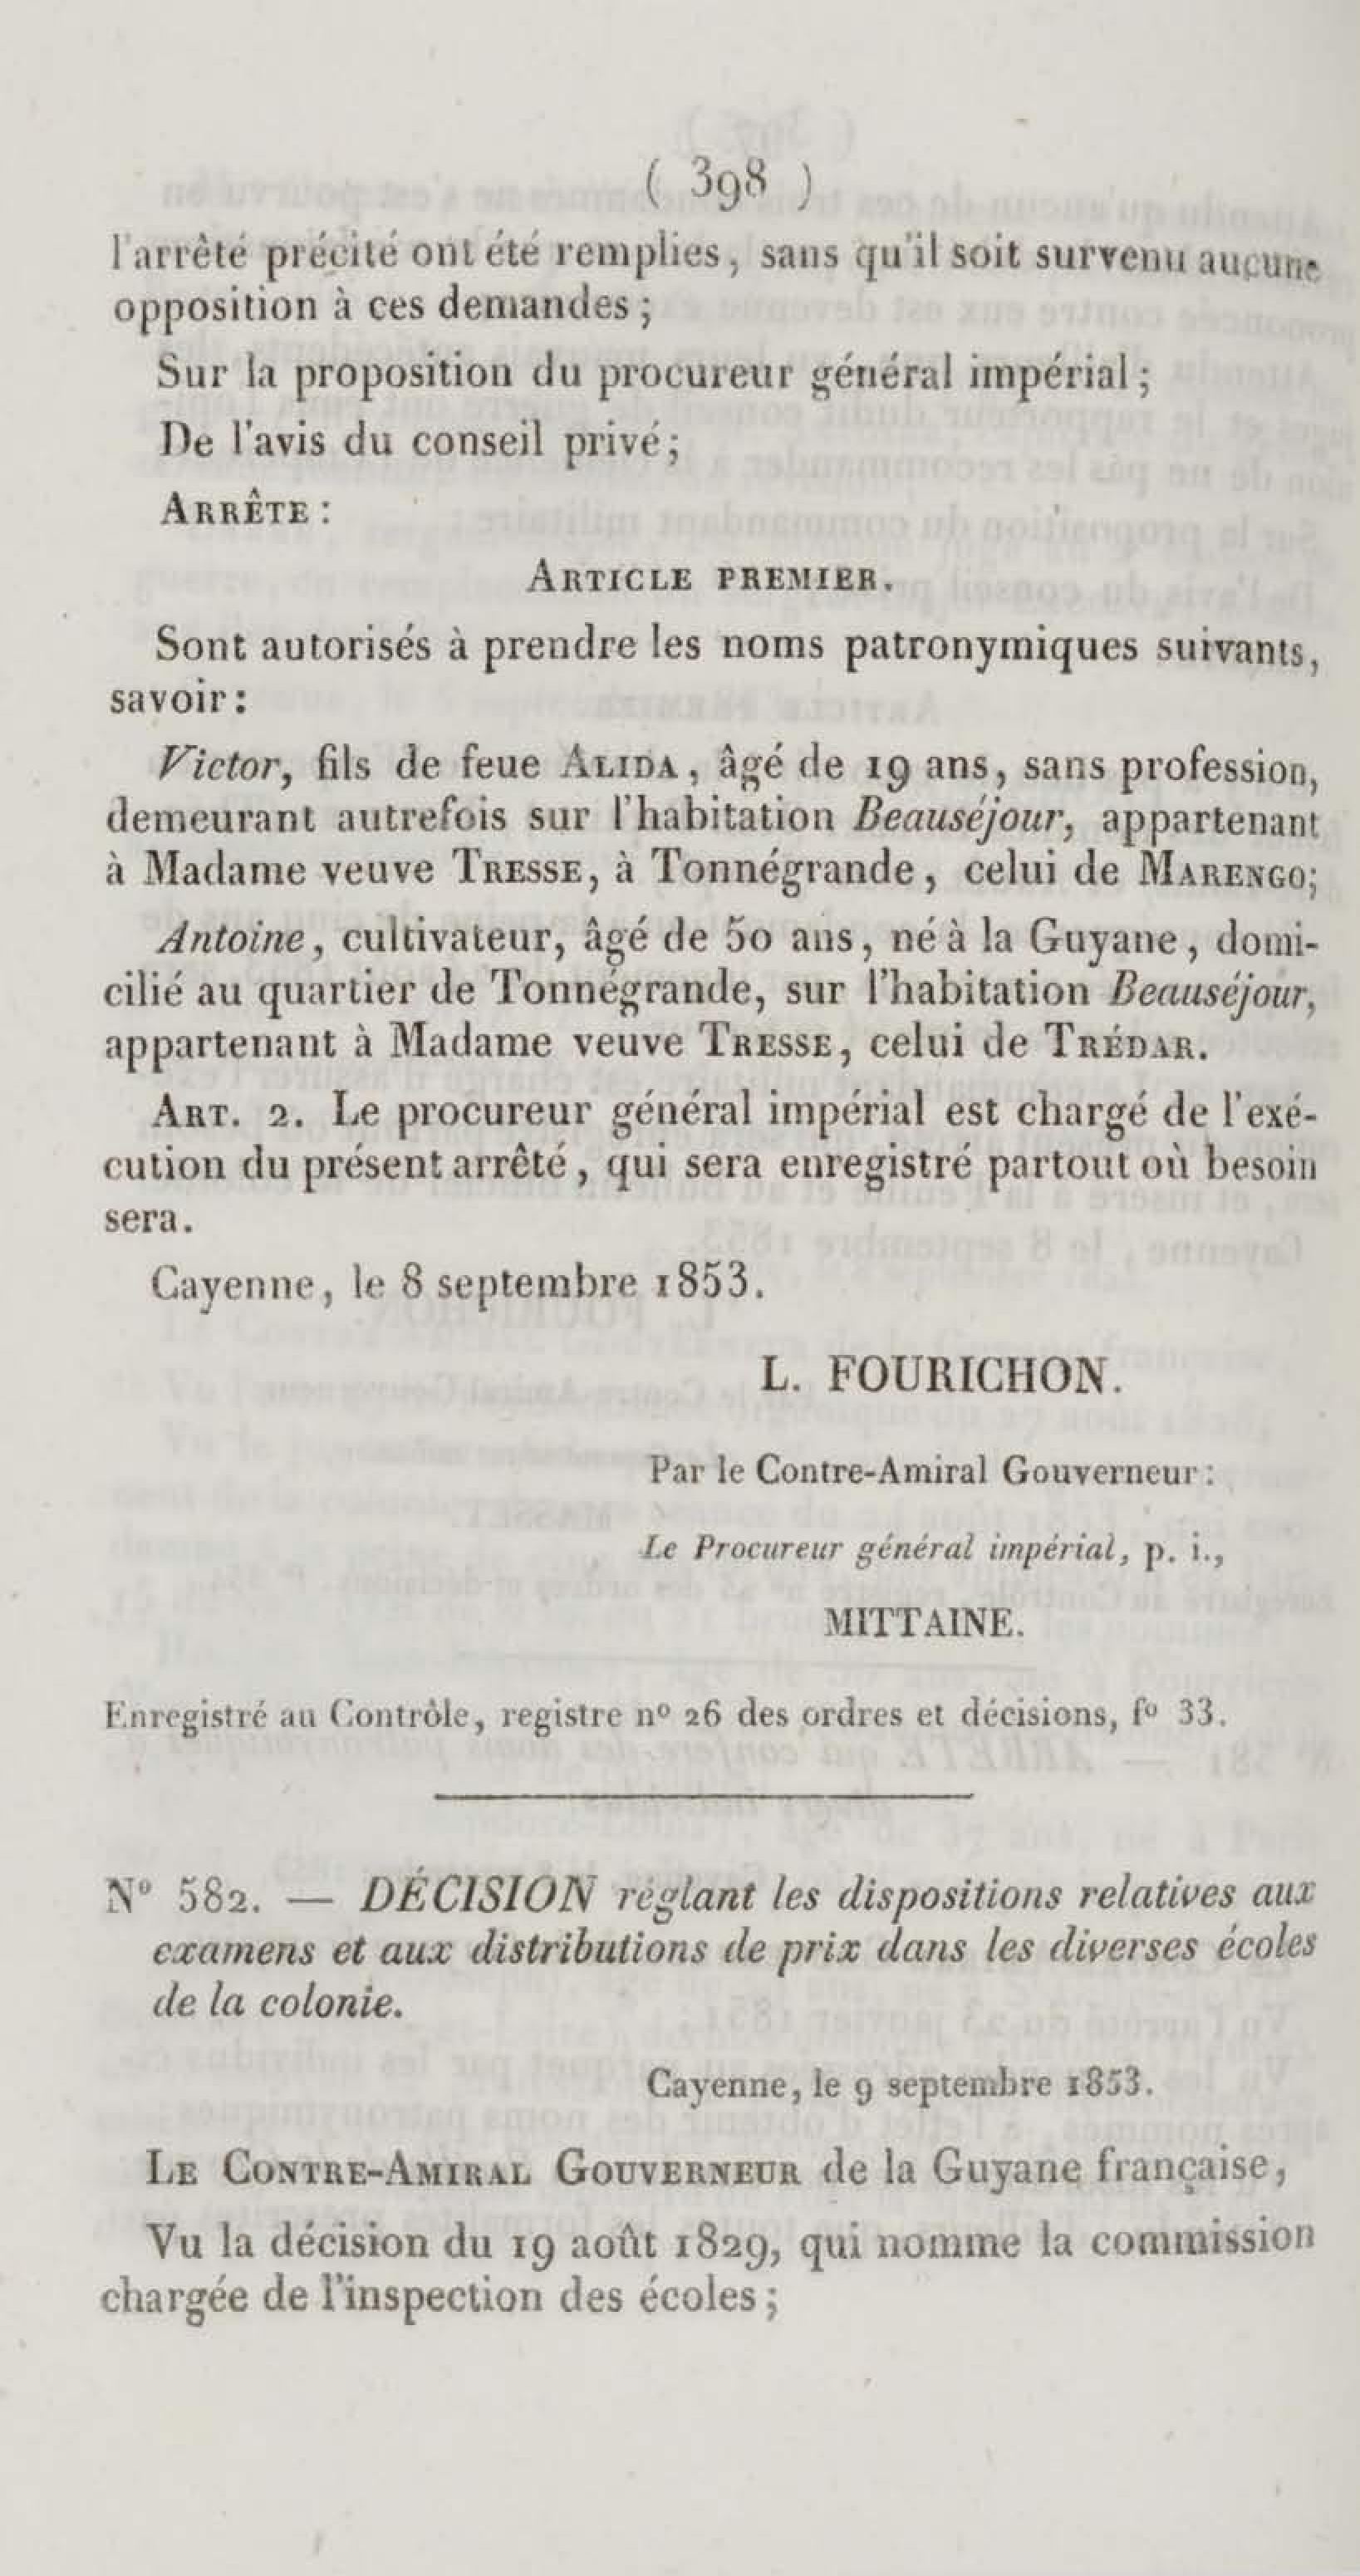 ( 398 )
l'arrêté précité ont été remplies, sans qu'il soit survenu aucune
opposition à ces demandes ;
Sur la proposition du procureur général impérial ;
De l'avis du conseil privé ;
ARRÊTE :
ARTICLE PREMIER.
Sont autorisés à prendre les noms patronymiques suivants,
savoir :
Victor, fils de feue ALIDA, âgé de 19 ans, sans profession,
demeurant autrefois sur l'habitation Beauséjour, appartenant
à Madame veuve TRESSE, à Tonnégrande, celui de MARENGO;
Antoine, cultivateur, âgé de 50 ans, né à la Guyane, domi-
cilié au quartier de Tonnégrande, sur l'habitation Beauséjour,
appartenant à Madame veuve TRESSE, celui de TRÉDAR.
ART. 2. Le procureur général impérial est chargé de l'exé-
cution du présent arrêté, qui sera enregistré partout où besoin
sera.
Cayenne, le 8 septembre 1853.
L. FOURICHON.
Par le Contre-Amiral Gouverneur :
Le Procureur général impérial, p. i.,
MITTAINE.
Enregistré au Contrôle, registre nº 26 des ordres et décisions, fº 33.
Nº 582. — DÉCISION réglant les dispositions relatives aux
examens et aux distributions de prix dans les diverses écoles
de la colonie.
Cayenne, le 9 septembre 1853.
LE CONTRE-AMIRAL GOUVERNEUR de la Guyane française,
Vu la décision du 19 août 1829, qui nomme la commission
chargée de l'inspection des écoles ;